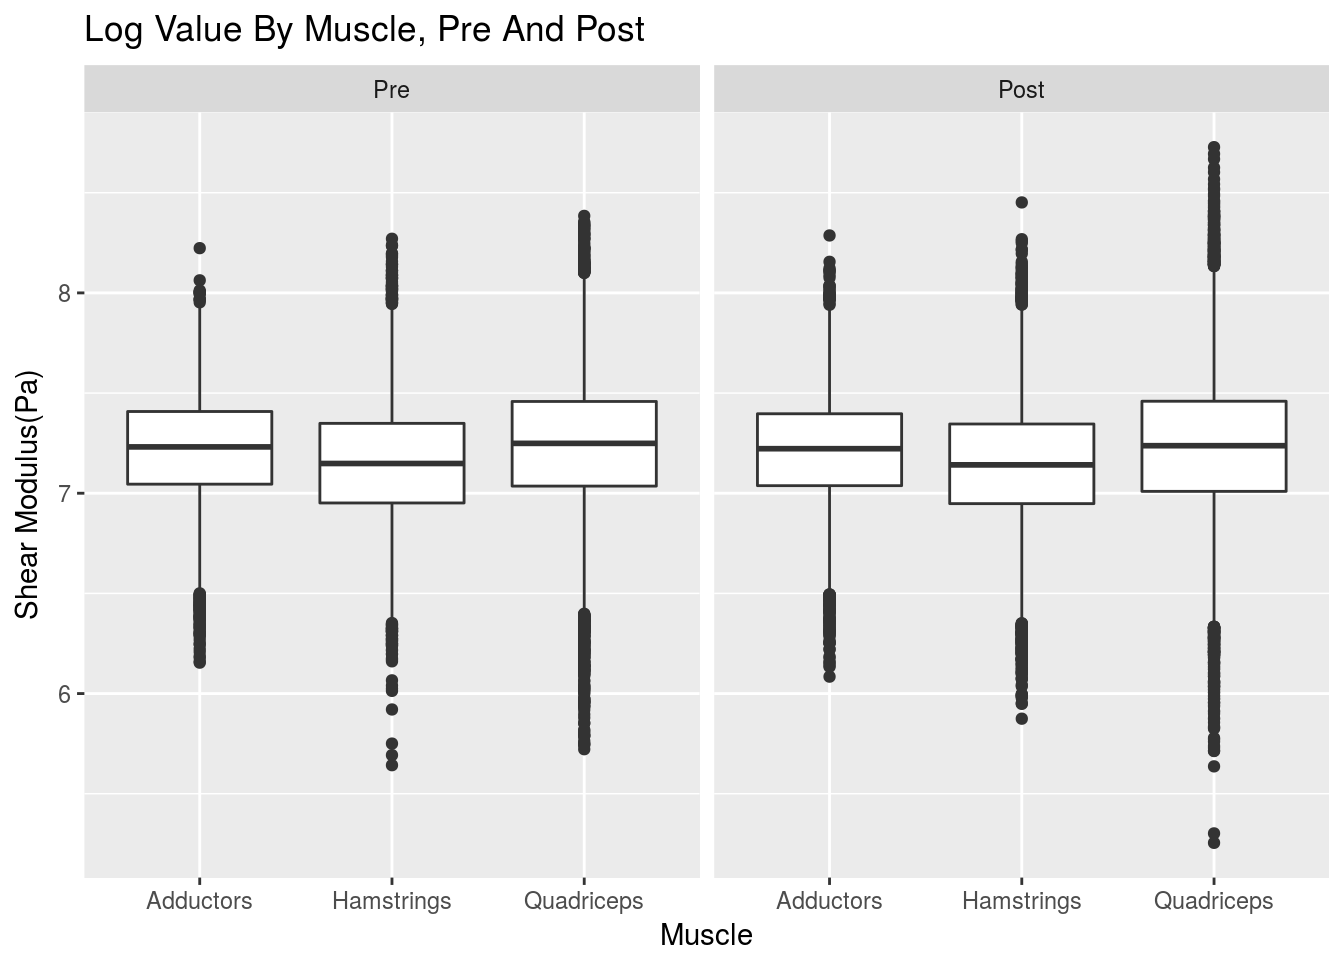 Log Value By Muscle, Pre And Post
Pre
Post
Shear Modulus(Pa)
8
7
6
Adductors
Hamstrings
Quadriceps
Adductors
Hamstrings
Quadriceps
Muscle